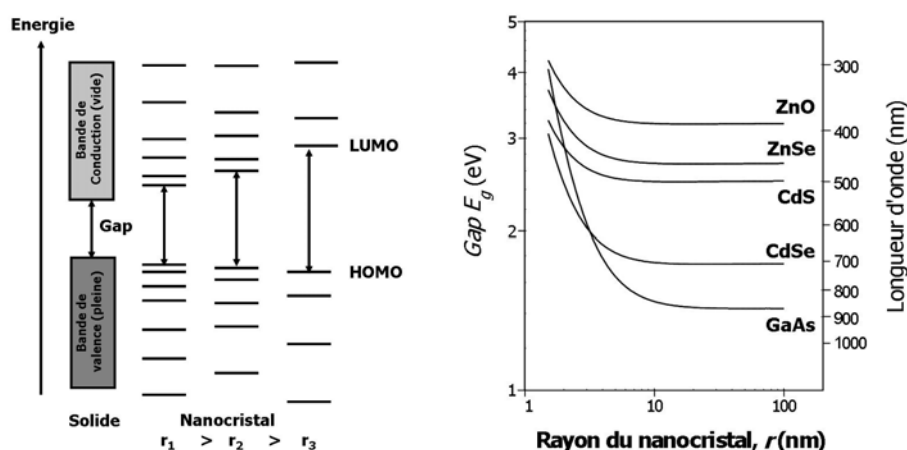 Energie
Bande de
Conduction (vide)
Gap
Bande de
valence (pleine)
LUMO
HOMO
Solide
Nanocristal
r1 > r2 > r3
Gap Eg (eV)
5
4
3
2
1
ZnO
ZnSe
CdS
CdSe
GaAs
300
400
500
600
700
800
900
1000
Longueur d'onde (nm)
1
10
100
Rayon du nanocristal, r (nm)